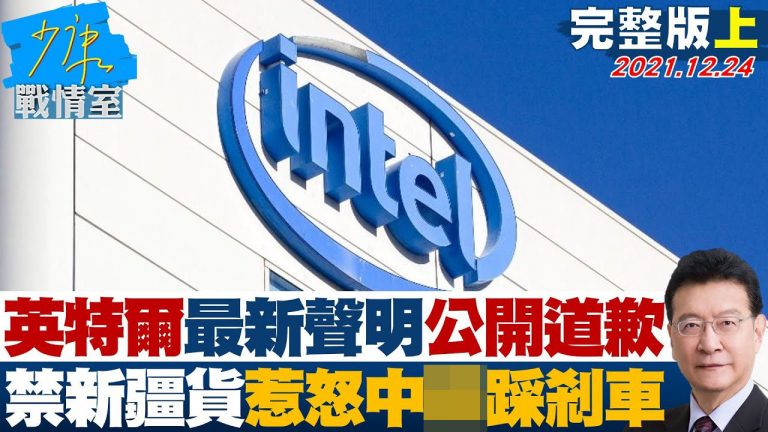 少康
戰情室
完整版上
2021.12.24
intel
英特爾最新聲明公開道歉
禁新疆貨惹怒中 踩剎車